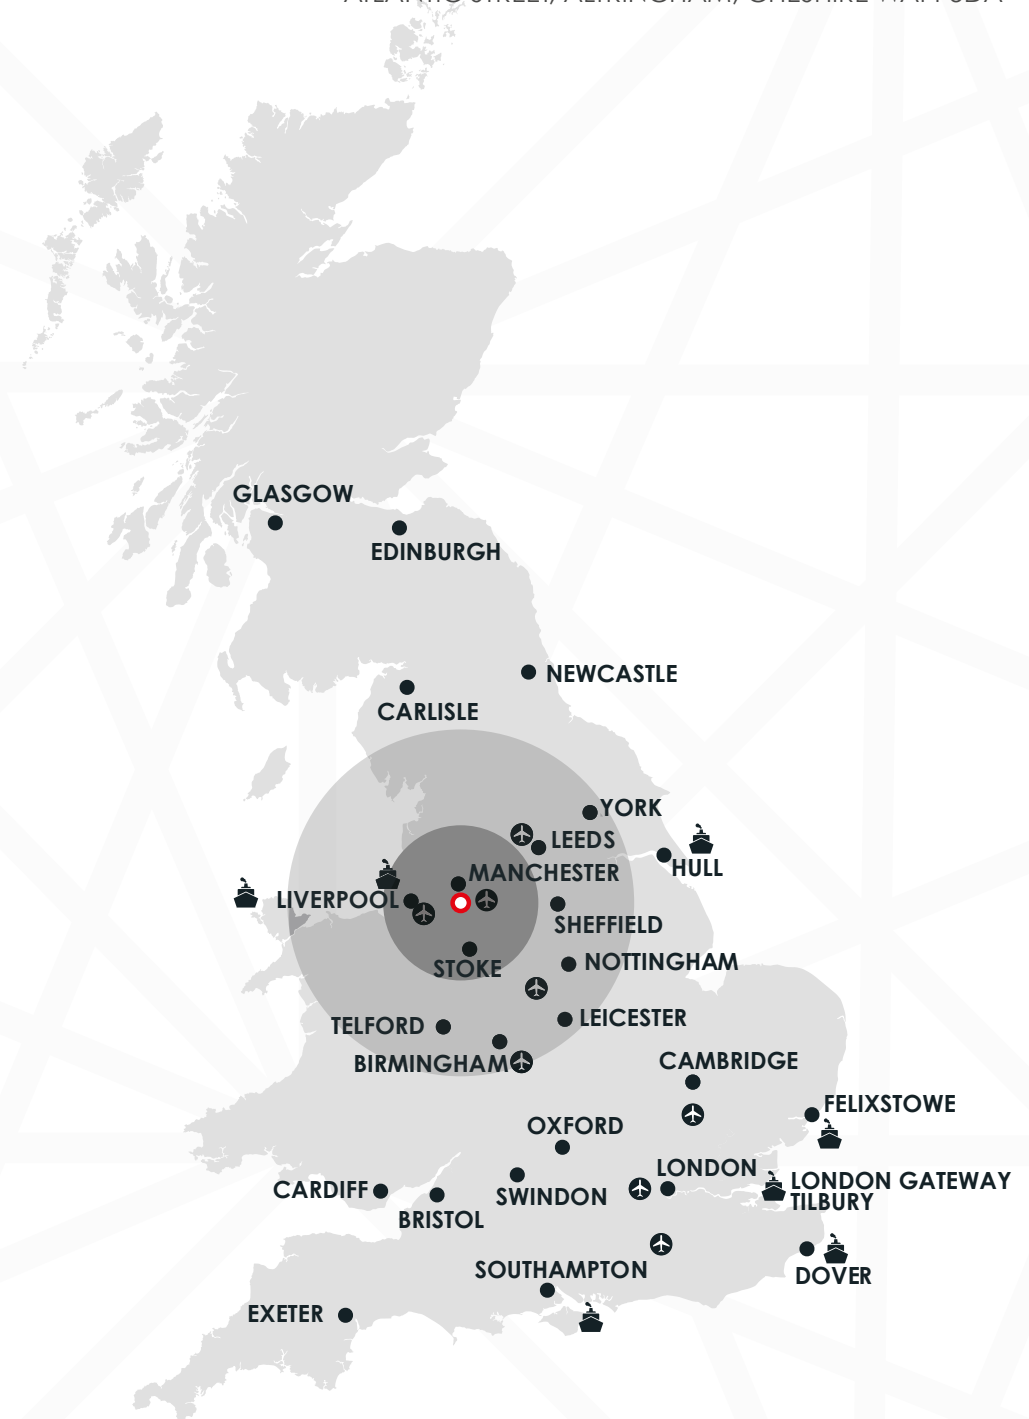 GLASGOW
EDINBURGH
NEWCASTLE
CARLISLE
YORK
LEEDS
HULL
MANCHESTER
LIVERPOOL
SHEFFIELD
NOTTINGHAM
STOKE
LEICESTER
TELFORD
BIRMINGHAM
CAMBRIDGE
FELIXSTOWE
OXFORD
LONDON
LONDON GATEWAY
TILBURY
CARDIFF
SWINDON
BRISTOL
SOUTHAMPTON
DOVER
EXETER